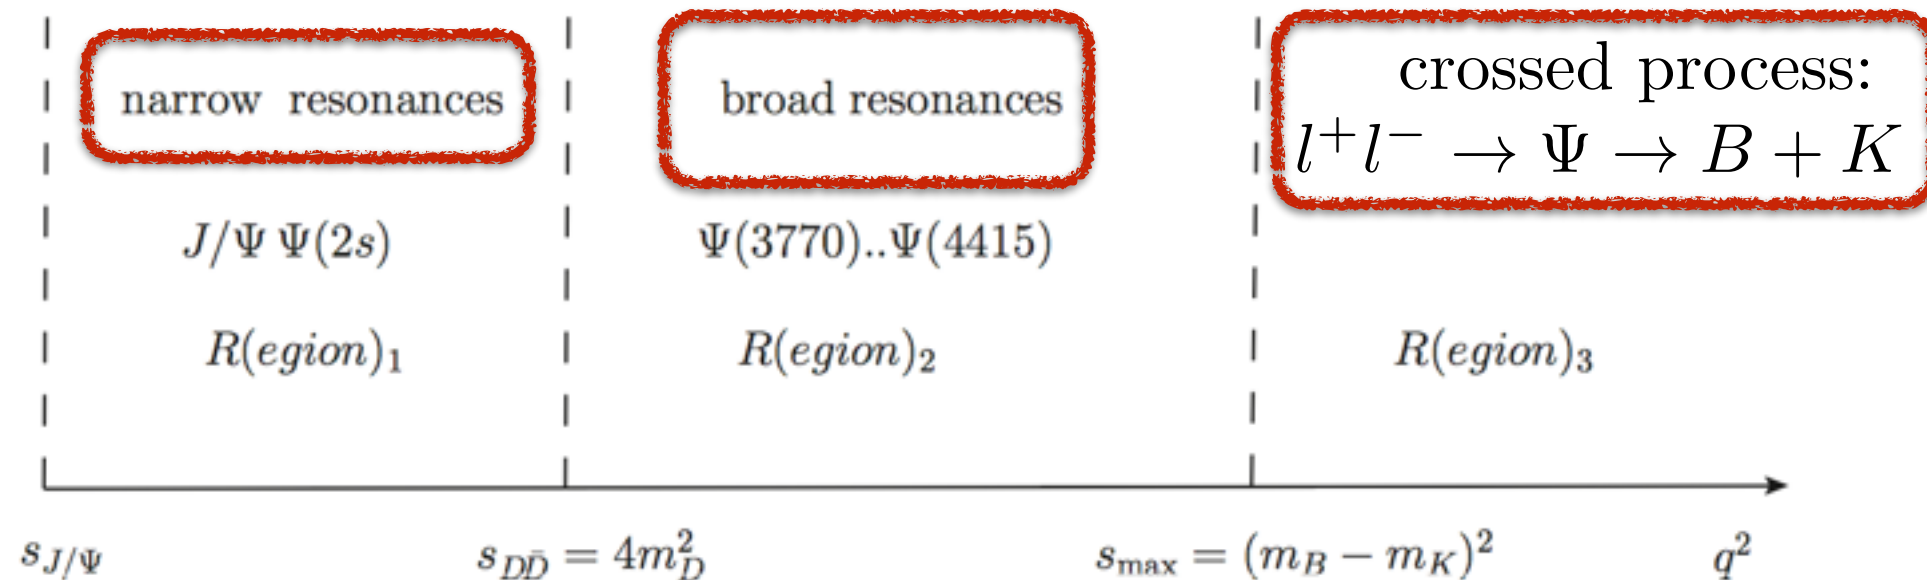 narrow resonances
broad resonances
crossed process:
l⁺l⁻ → Ψ → B + K
J/Ψ Ψ(2s)
Ψ(3770)..Ψ(4415)
R(egion)₁
R(egion)₂
R(egion)₃
s_{J/Ψ}
s_{DD̄} = 4m_D²
s_max = (m_B − m_K)²
q²